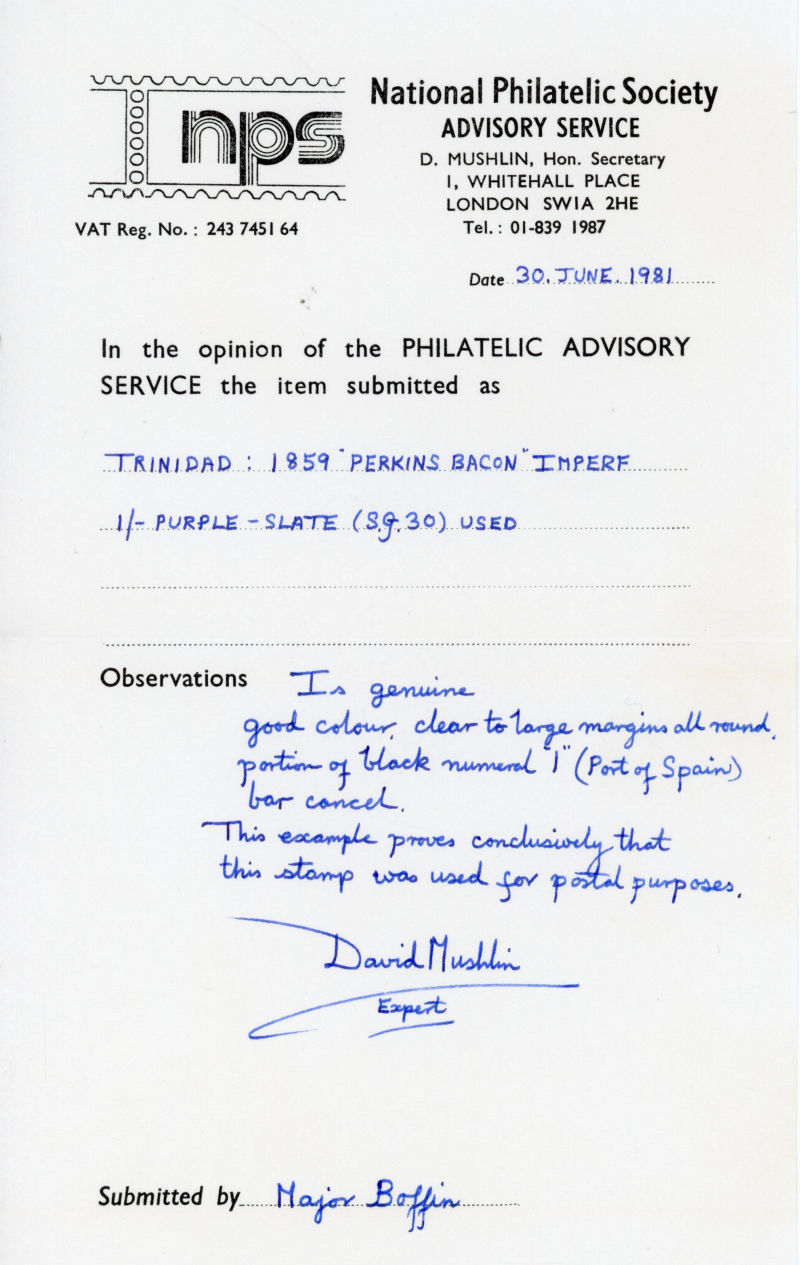 nps
National Philatelic Society
ADVISORY SERVICE
D. MUSHLIN, Hon. Secretary
1, WHITEHALL PLACE
LONDON SW1A 2HE
Tel.: 01-839 1987
VAT Reg. No.: 243 7451 64
Date 30. JUNE. 1981
In the opinion of the PHILATELIC ADVISORY
SERVICE the item submitted as
TRINIDAD : 1859 "PERKINS BACON" IMPERF
1/- PURPLE - SLATE (S.G. 30) USED
Observations Is genuine
good colour, clear to large margins all round,
portion of black numeral "1" (Port of Spain)
bar cancel.
This example proves conclusively that
this stamp was used for postal purposes.
David Mushlin
Expert
Submitted by Major Boffin